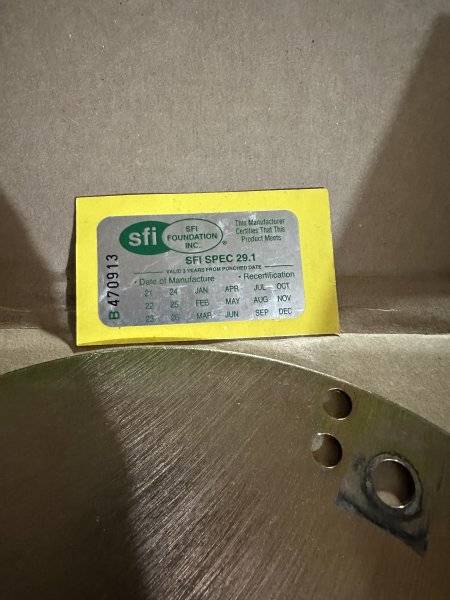 sfi
SFI
FOUNDATION
INC.
®
This Manufacturer
Certifies That This
Product Meets
SFI SPEC 29.1
VALID 3 YEARS FROM PUNCHED DATE
• Date of Manufacture • Recertification
21 24 JAN APR JUL OCT
22 25 FEB MAY AUG NOV
23 26 MAR JUN SEP DEC
B 470913